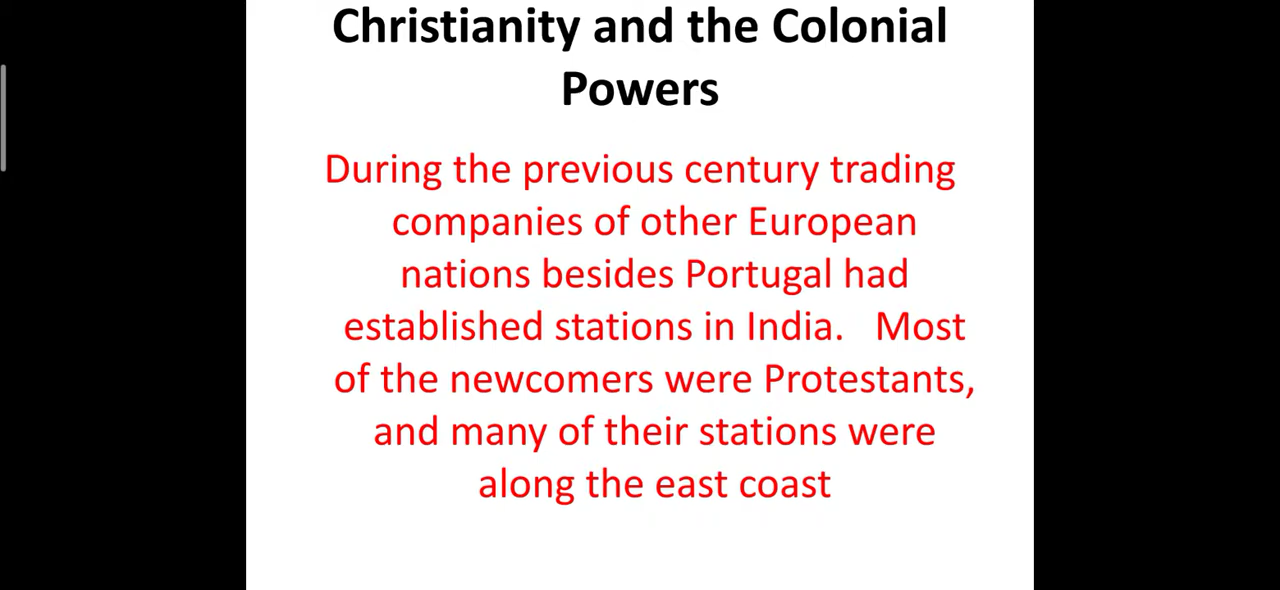 Christianity and the Colonial
Powers
During the previous century trading
companies of other European
nations besides Portugal had
established stations in India.   Most
of the newcomers were Protestants,
and many of their stations were
along the east coast